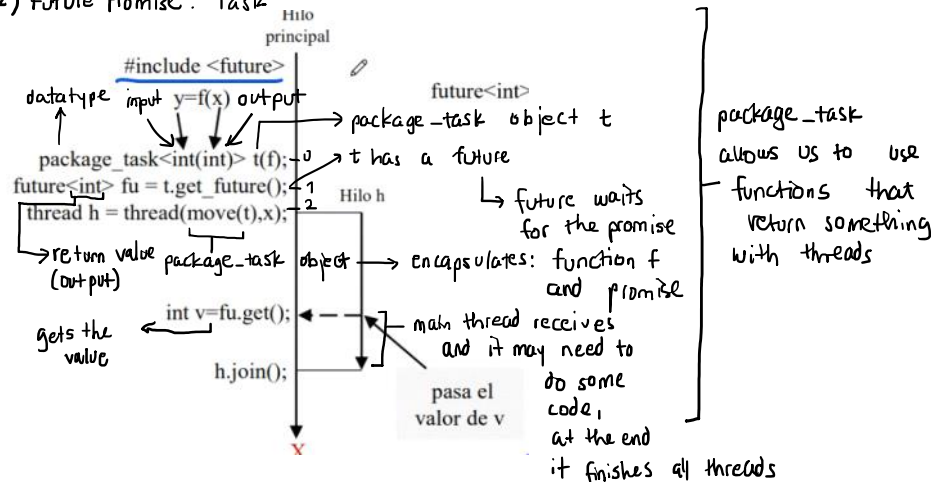 2) Future Promise: Task
Hilo
principal
#include <future>
datatype input y=f(x) output
future<int>
package_task object t
package_task<int(int)> t(f);
0
t has a future
future<int> fu = t.get_future();
1
Hilo h
thread h = thread(move(t),x);
2
future waits
for the promise
return value
(output)
package_task object
encapsulates: function f
and promise
int v=fu.get();
gets the
value
main thread receives
and it may need to
do some
code,
at the end
it finishes all threads
h.join();
pasa el
valor de v
X
package_task
allows us to use
functions that
return something
with threads